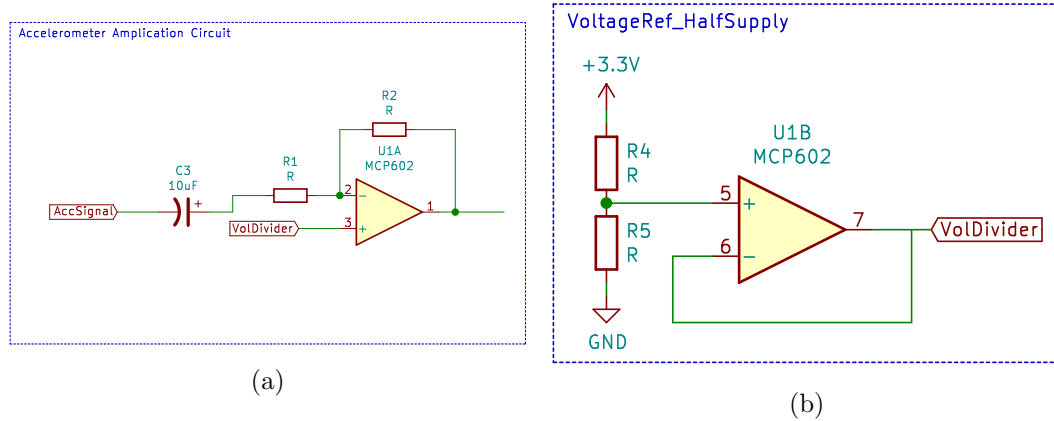 Accelerometer Amplication Circuit
R2
R
U1A
MCP602
R1
R
C3
10uF
+
AccSignal
2
-
1
3
+
VolDivider
(a)
VoltageRef_HalfSupply
+3.3V
U1B
MCP602
R4
R
5
+
7
VolDivider
R5
R
6
-
GND
(b)